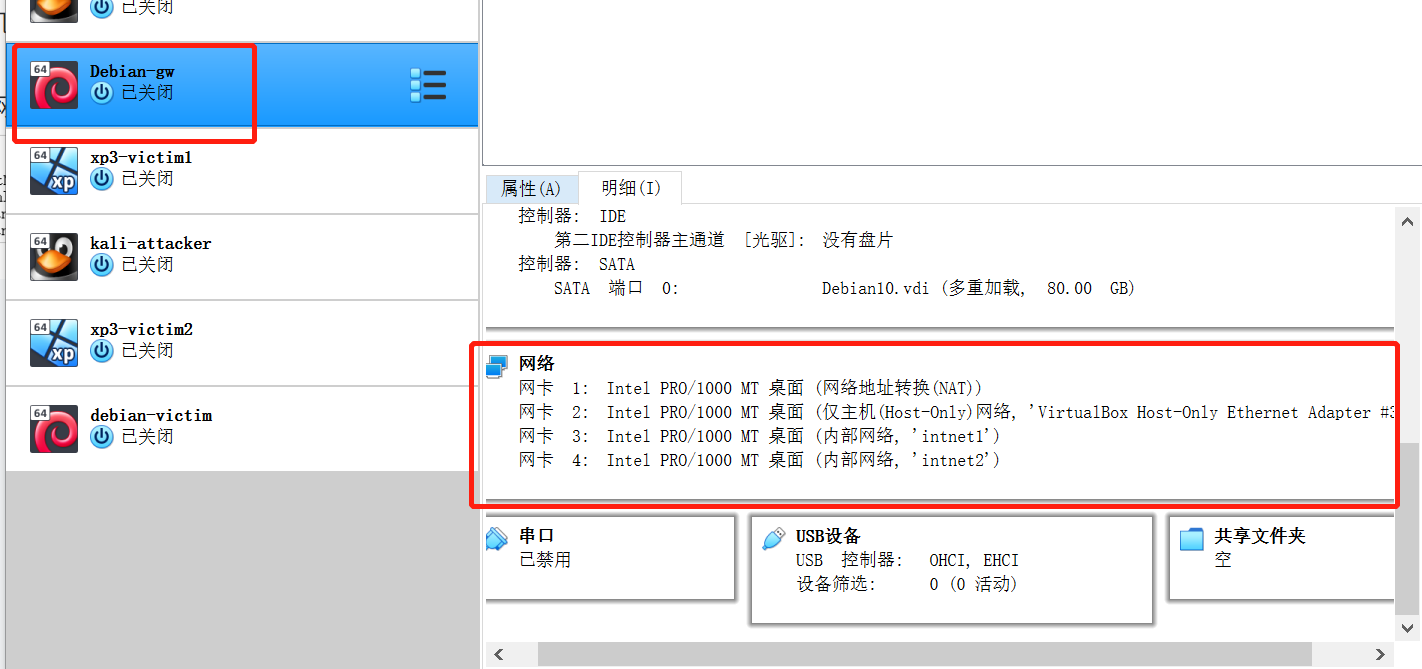 已关闭
64
Debian-gw
已关闭
64
xp3-victim1
xp
已关闭
64
kali-attacker
已关闭
64
xp3-victim2
xp
已关闭
64
debian-victim
已关闭
属性(A)
明细(I)
控制器: IDE
第二IDE控制器主通道 [光驱]: 没有盘片
控制器: SATA
SATA 端口 0: Debian10.vdi (多重加载, 80.00 GB)
网络
网卡 1: Intel PRO/1000 MT 桌面 (网络地址转换(NAT))
网卡 2: Intel PRO/1000 MT 桌面 (仅主机(Host-Only)网络, 'VirtualBox Host-Only Ethernet Adapter #3
网卡 3: Intel PRO/1000 MT 桌面 (内部网络, 'intnet1')
网卡 4: Intel PRO/1000 MT 桌面 (内部网络, 'intnet2')
串口
已禁用
USB设备
USB 控制器: OHCI, EHCI
设备筛选: 0 (0 活动)
共享文件夹
空